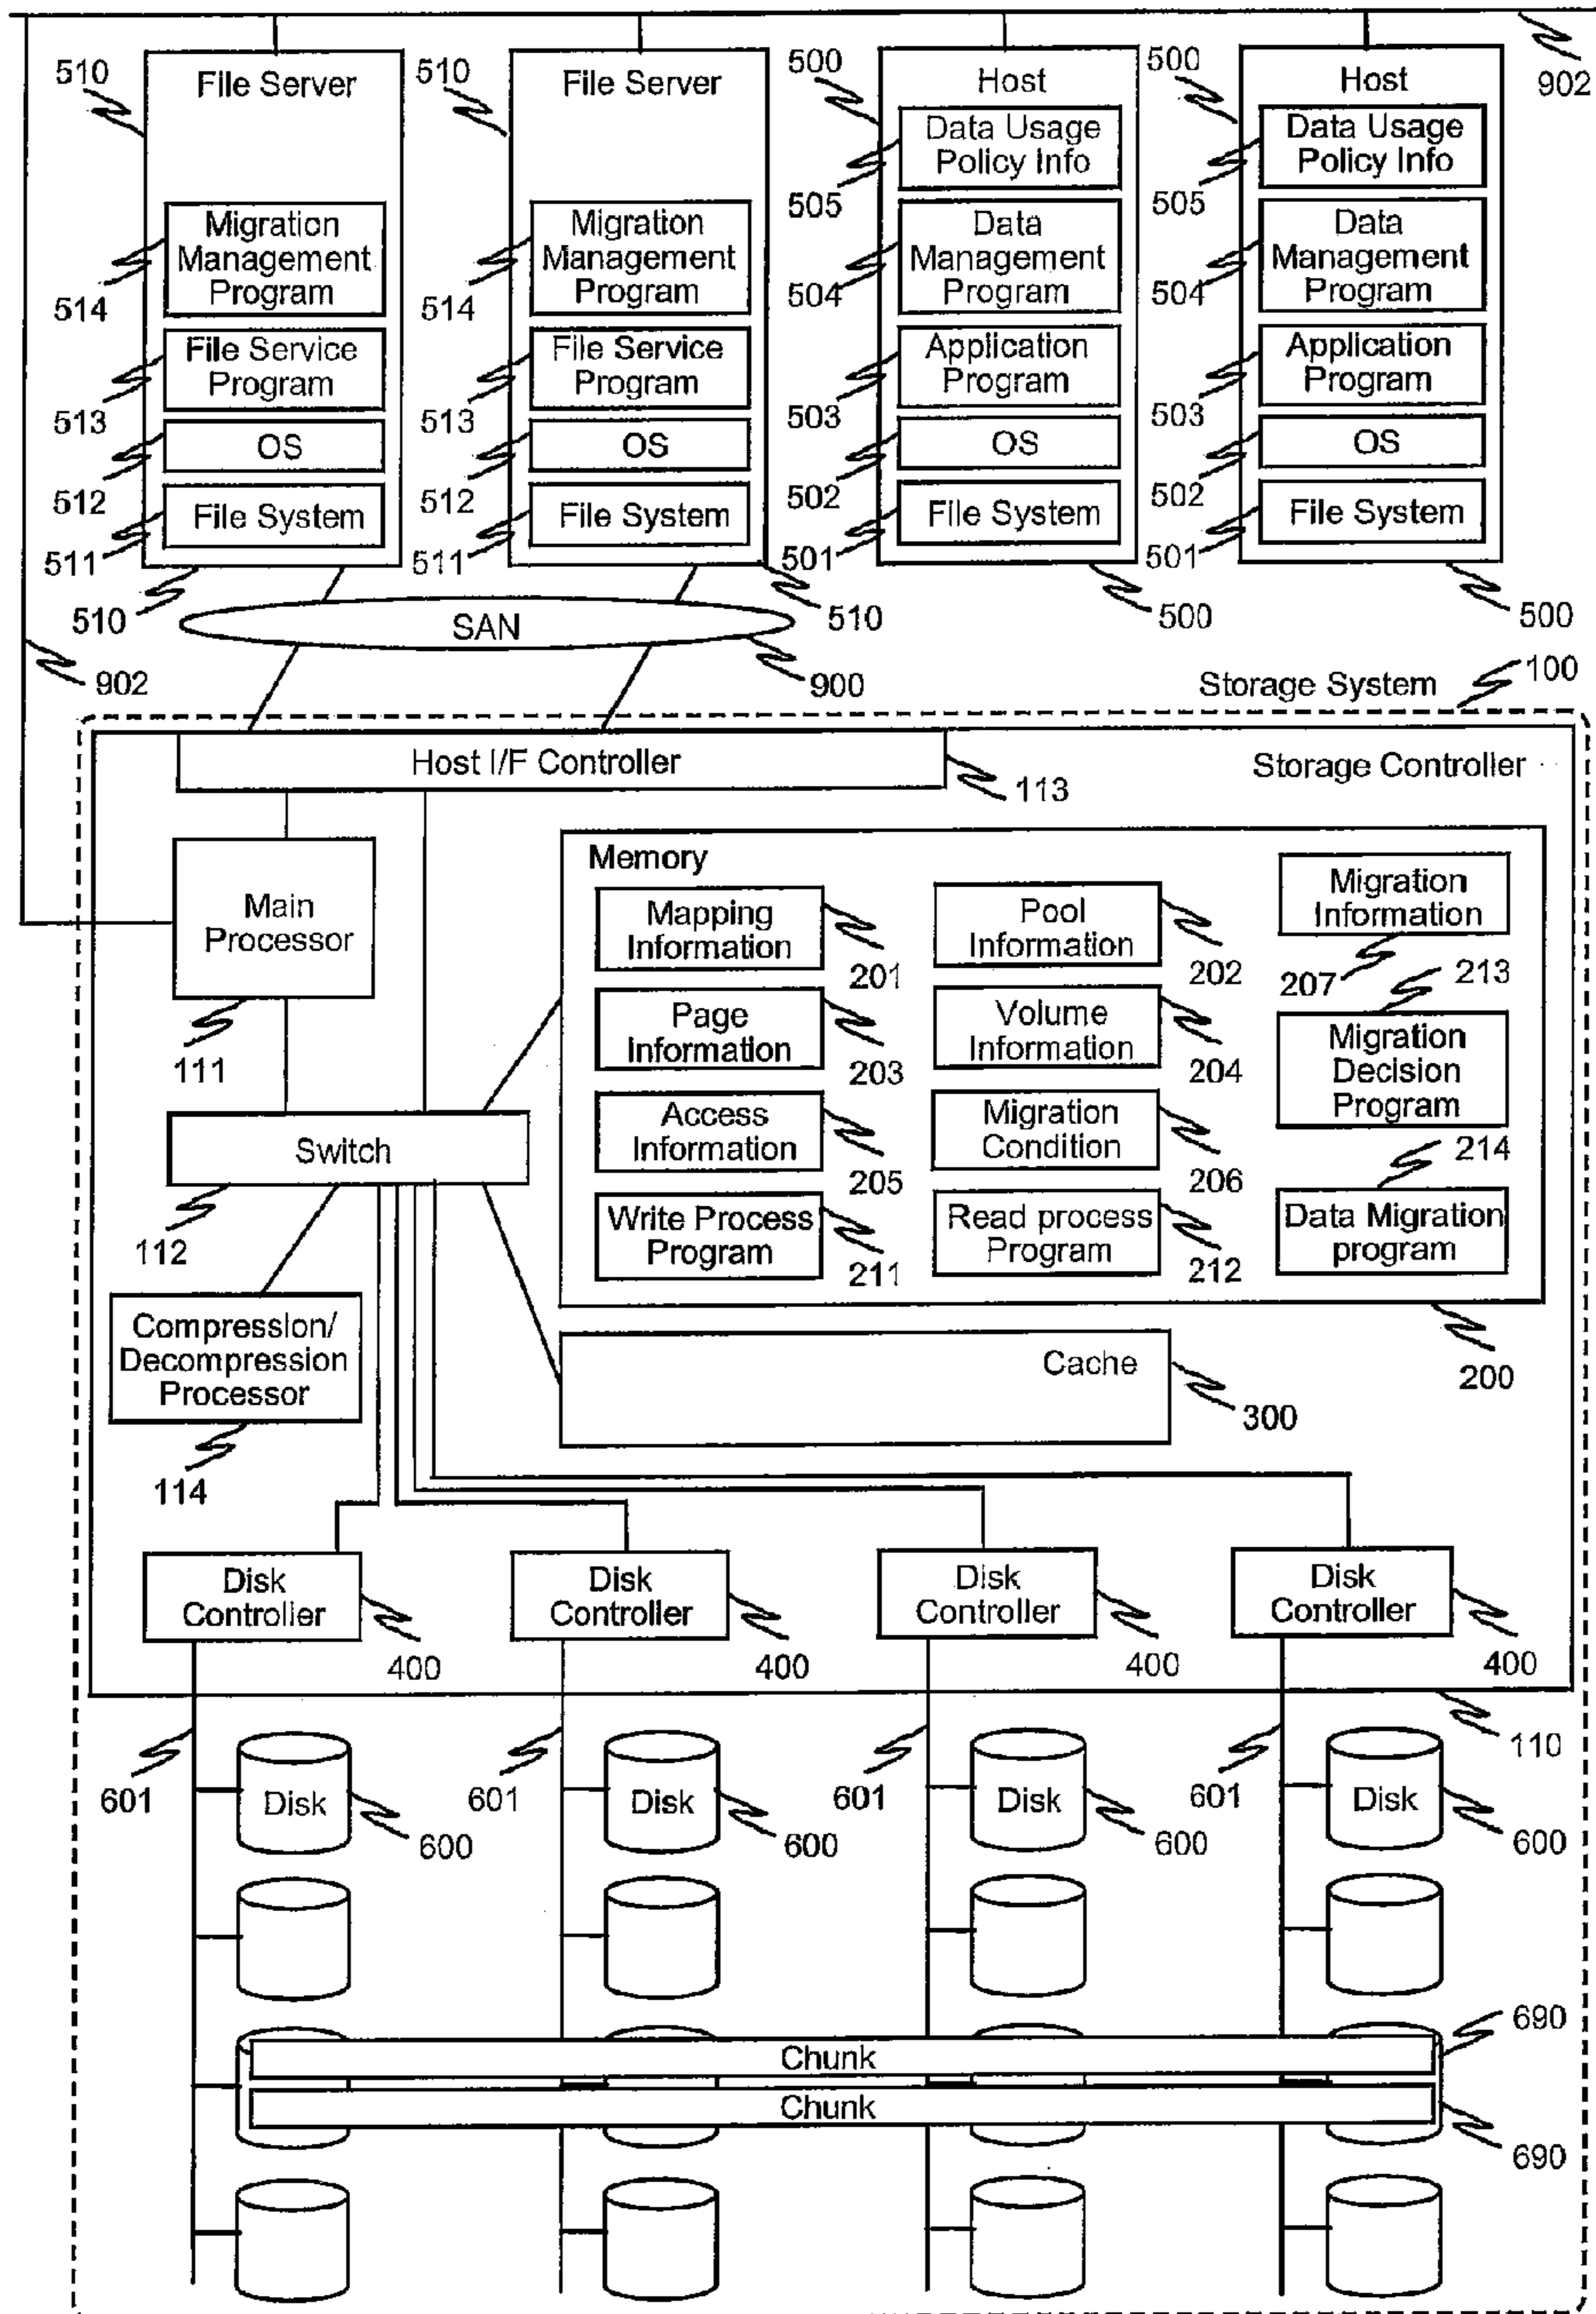 510
File Server
510
File Server
500
Host
500
Host
902
Data Usage
Policy Info
Data Usage
Policy Info
505
505
Migration
Management
Program
Migration
Management
Program
Data
Management
Program
Data
Management
Program
514
514
504
504
File Service
Program
File Service
Program
Application
Program
Application
Program
513
513
503
503
OS
OS
OS
OS
512
512
502
502
File System
File System
File System
File System
511
511
501
501
510
SAN
510
500
500
902
900
Storage System
100
Host I/F Controller
113
Storage Controller
Main
Processor
111
Memory
Mapping
Information
201
Pool
Information
202
Migration
Information
207
213
Page
Information
203
Volume
Information
204
Migration
Decision
Program
Access
Information
205
Migration
Condition
206
214
Write Process
Program
211
Read process
Program
212
Data Migration
program
200
Switch
112
Compression/
Decompression
Processor
114
Cache
300
Disk
Controller
400
Disk
Controller
400
Disk
Controller
400
Disk
Controller
400
110
601
Disk
600
601
Disk
600
601
Disk
600
601
Disk
600
Chunk
690
Chunk
690